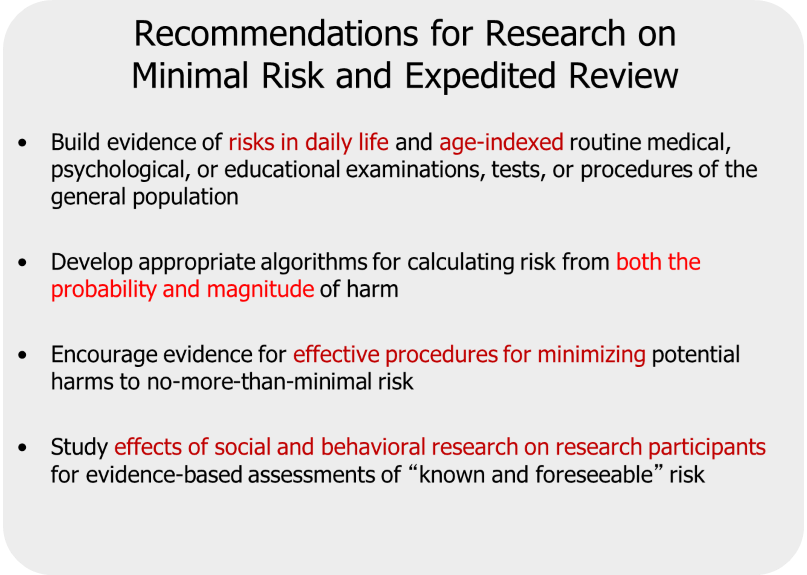 Recommendations for Research on
Minimal Risk and Expedited Review
• Build evidence of risks in daily life and age-indexed routine medical,
psychological, or educational examinations, tests, or procedures of the
general population
• Develop appropriate algorithms for calculating risk from both the
probability and magnitude of harm
• Encourage evidence for effective procedures for minimizing potential
harms to no-more-than-minimal risk
• Study effects of social and behavioral research on research participants
for evidence-based assessments of “known and foreseeable” risk